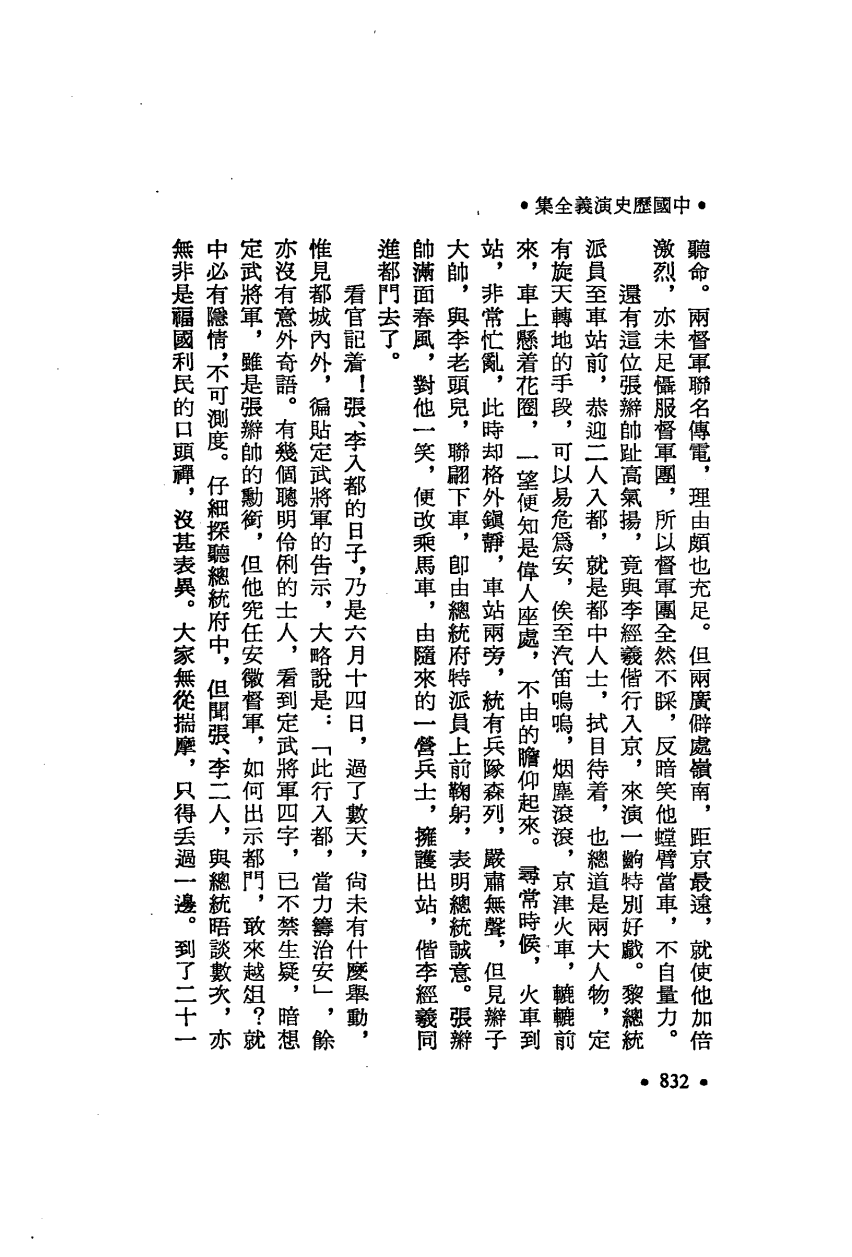 •中國歷史演義全集•
聽命。兩督軍聯名傳電，理由頗也充足。但兩廣僻處嶺南，距京最遠，就使他加倍
激烈，亦未足懾服督軍團，所以督軍團全然不睬，反暗笑他螳臂當車，不自量力。
還有這位張辮帥趾高氣揚，竟與李經羲偕行入京，來演一齣特別好戲。黎總統
派員至車站前，恭迎二人入都，就是都中人士，拭目待着，也總道是兩大人物，定
有旋天轉地的手段，可以易危爲安，俟至汽笛嗚嗚，烟塵滾滾，京津火車，轆轆前
來，車上懸着花圈，一望便知是偉人座處，不由的瞻仰起來。尋常時候，火車到
站，非常忙亂，此時却格外鎭靜，車站兩旁，統有兵隊森列，嚴肅無聲，但見辮子
大帥，與李老頭兒，聯翩下車，卽由總統府特派員上前鞠躬，表明總統誠意。張辮
帥滿面春風，對他一笑，便改乘馬車，由隨來的一營兵士，擁護出站，偕李經羲同
進都門去了。
看官記着！張、李入都的日子，乃是六月十四日，過了數天，尙未有什麼舉動，
惟見都城內外，徧貼定武將軍的吿示，大略說是：「此行入都，當力籌治安」，餘
亦沒有意外奇語。有幾個聰明伶俐的士人，看到定武將軍四字，已不禁生疑，暗想
定武將軍，雖是張辮帥的勳銜，但他究任安徽督軍，如何出示都門，敢來越俎？就
中必有隱情，不可測度。仔細探聽總統府中，但聞張、李二人，與總統晤談數次，亦
無非是福國利民的口頭禪，沒甚表異。大家無從揣摩，只得丢過一邊。到了二十一
•832•